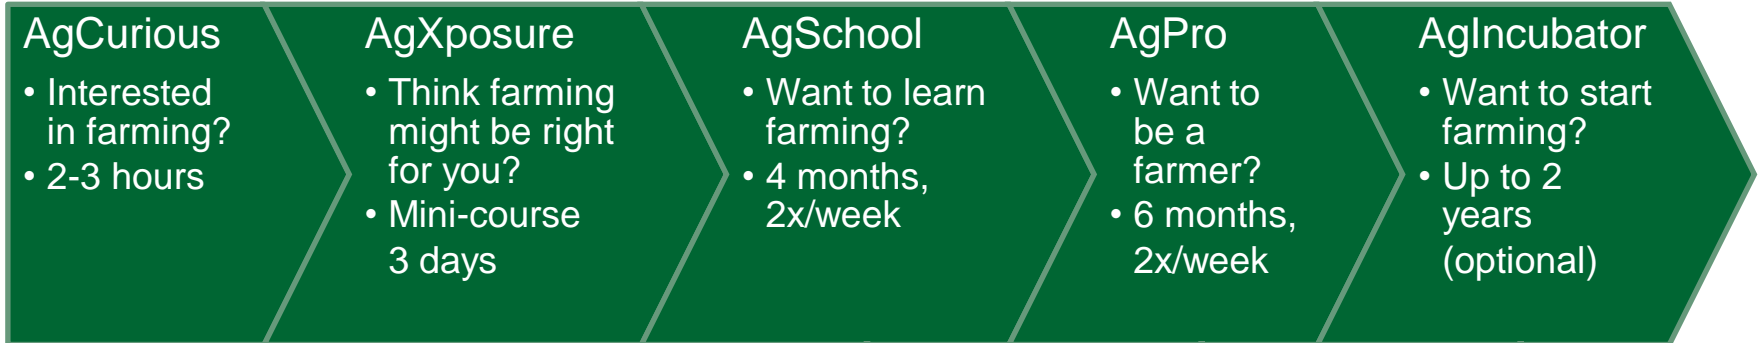 AgCurious
• Interested
in farming?
• 2-3 hours
AgXposure
• Think farming
might be right
for you?
• Mini-course
3 days
AgSchool
• Want to learn
farming?
• 4 months,
2x/week
AgPro
• Want to
be a
farmer?
• 6 months,
2x/week
AgIncubator
• Want to start
farming?
• Up to 2
years
(optional)